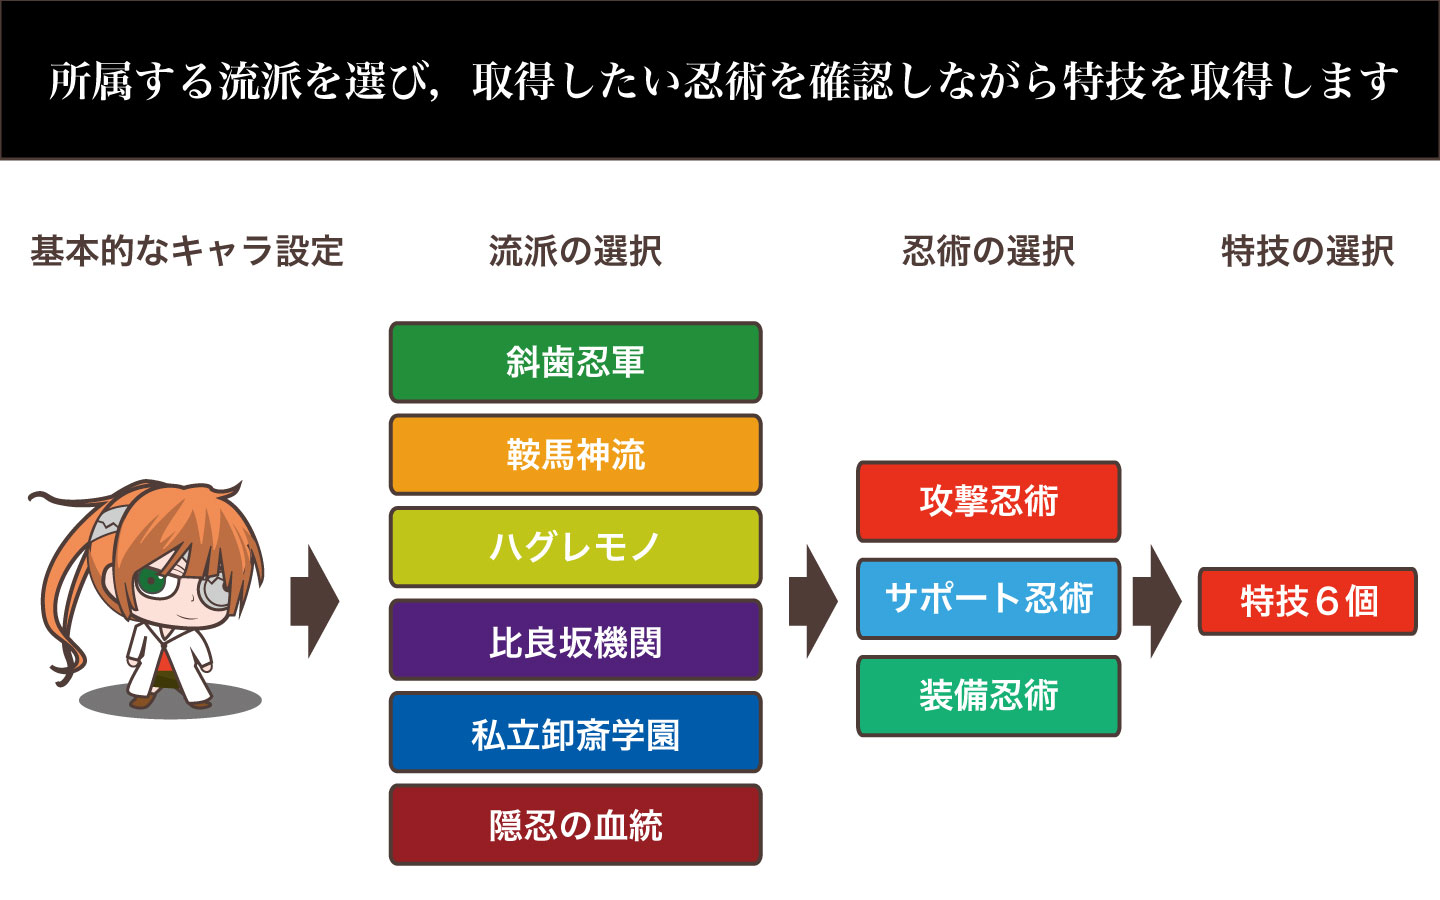 所属する流派を選び，取得したい忍術を確認しながら特技を取得します
基本的なキャラ設定
流派の選択
忍術の選択
特技の選択
斜歯忍軍
鞍馬神流
ハグレモノ
比良坂機関
私立卸斎学園
隠忍の血統
攻撃忍術
サポート忍術
装備忍術
特技６個